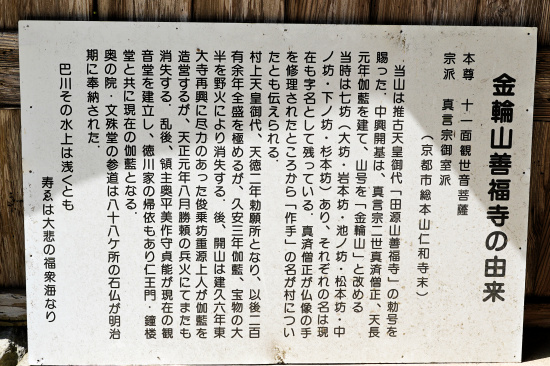 金輪山善福寺の由来
本尊　十一面観世音菩薩
宗派　真言宗御室派
（京都市総本山仁和寺末）
当山は推古天皇御代「田源山善福寺」の勅号を
賜った。中興開基は、真言宗二世真済僧正、天長
元年伽藍を建て、山号を「金輪山」と改める
当時は七坊（大坊・岩本坊・池ノ坊・松本坊・中
ノ坊・下ノ坊・杉本坊）あり、それぞれの名は現
在も字名として残っている。真済僧正が仏像の手
を修理されたところから「作手」の名が村につい
たとも伝えられる。
村上天皇御代、天徳二年勅願所となり、以後二百
有余年全盛を極めるが、久安三年伽藍、宝物の大
半を野火により消失する。後、開山は建久六年東
大寺再興に尽力のあった俊乗坊重源上人が伽藍を
造営するが、天正元年八月勝頼の兵火にてまたも
消失する。乱後、領主奥平美作守貞能が現在の観
音堂を建立し、徳川家の帰依もあり仁王門・鐘楼
堂と共に現在の伽藍となる。
奥の院・文殊堂の参道は八十八ケ所の石仏が明治
期に奉納された。
巴川その水上は浅くとも
寿ゑは大悲の福衆海なり